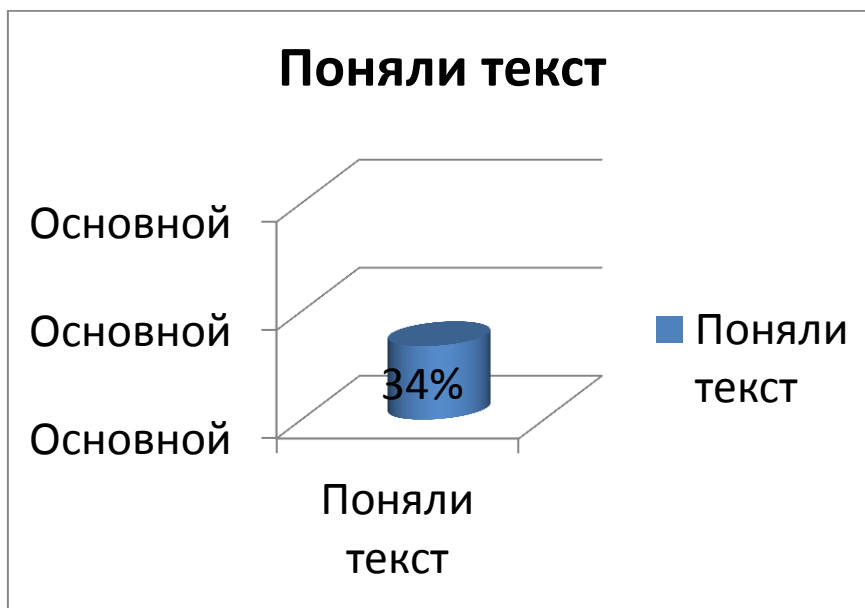 Поняли текст
Основной
Основной
Основной
34%
Поняли
текст
Поняли
текст